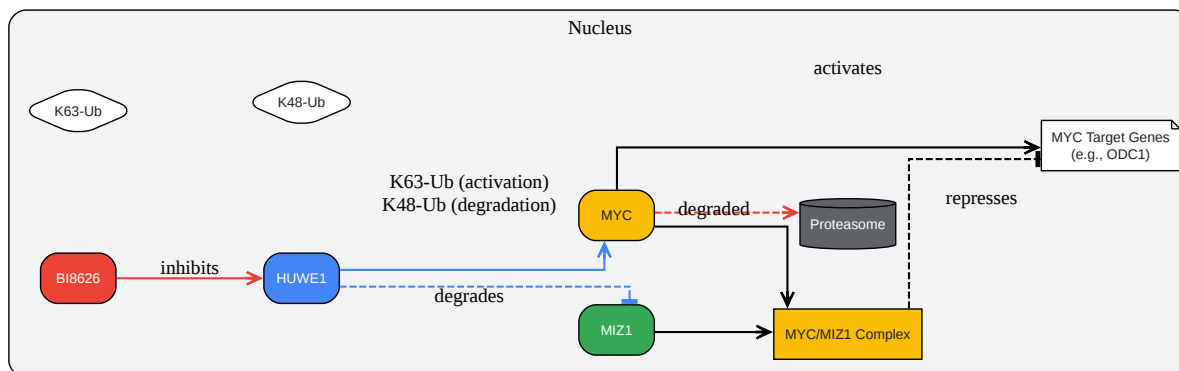 Nucleus
activates
K63-Ub
K48-Ub
MYC Target Genes
(e.g., ODC1)
K63-Ub (activation)
K48-Ub (degradation)
represses
MYC
degraded
Proteasome
BI8626
inhibits
HUWE1
degrades
MIZ1
MYC/MIZ1 Complex